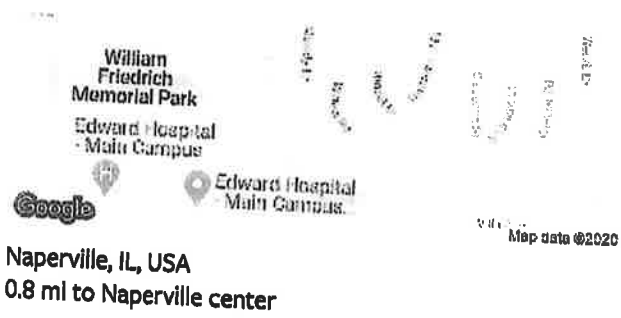 William
Friedrich
Memorial Park
Edward Hospital
- Main Campus
Edward Hospital
- Main Campus.
Google
Map data ©2020
Naperville, IL, USA
0.8 mi to Naperville center